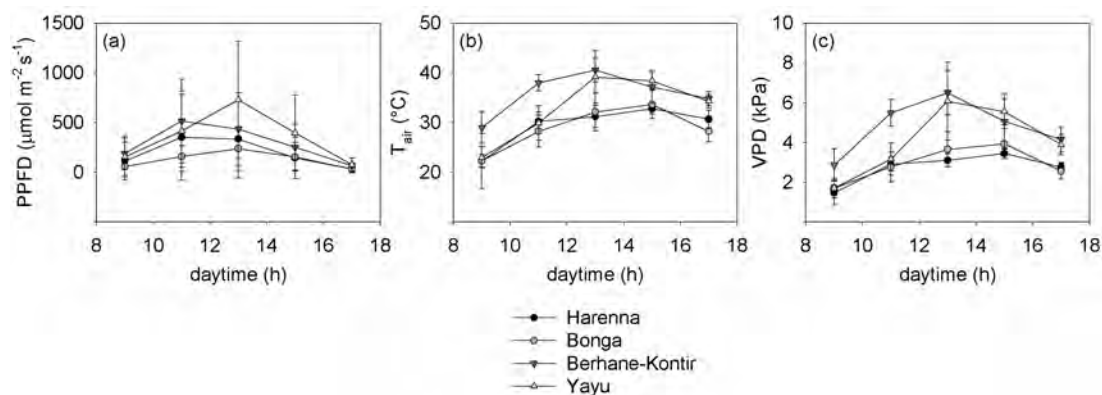 (a)
PPFD (µmol m⁻² s⁻¹)
1500
1000
500
0
8 10 12 14 16 18
daytime (h)
(b)
Tair (°C)
50
40
30
20
8 10 12 14 16 18
daytime (h)
(c)
VPD (kPa)
10
8
6
4
2
8 10 12 14 16 18
daytime (h)
Harenna
Bonga
Berhane-Kontir
Yayu